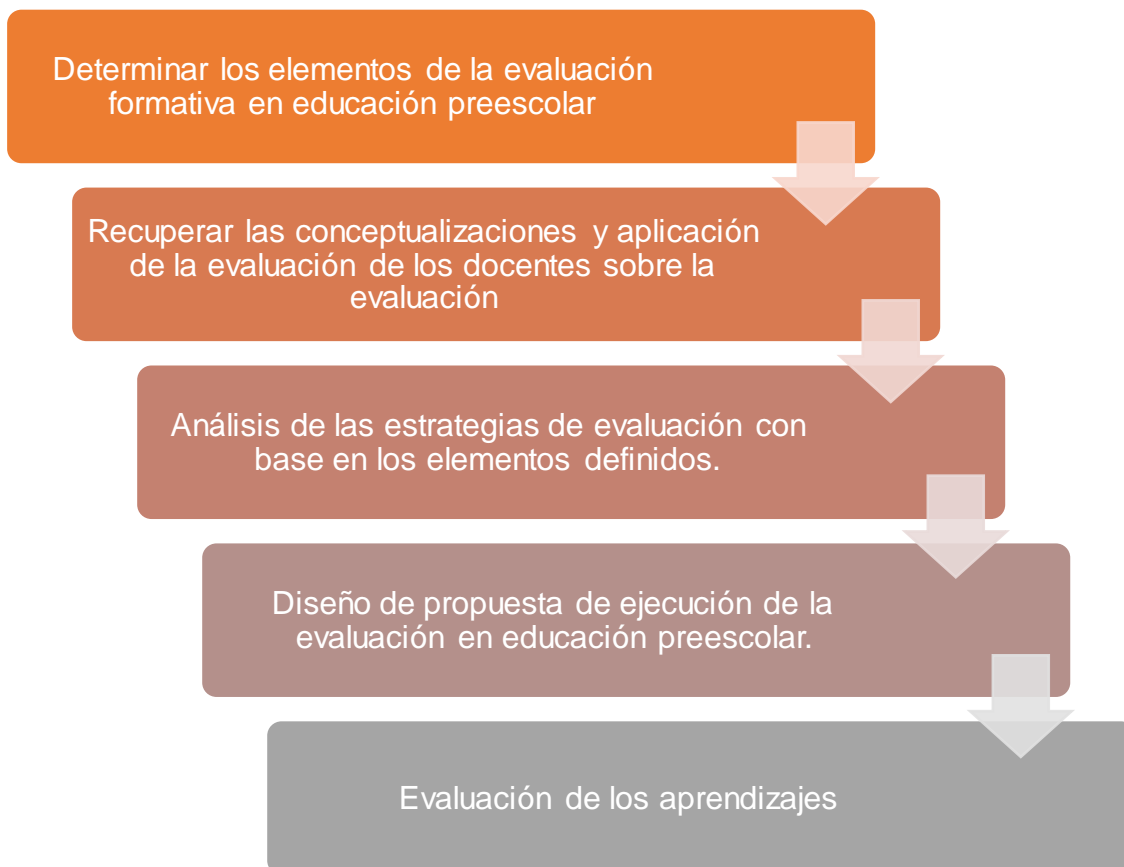 Determinar los elementos de la evaluación
formativa en educación preescolar
Recuperar las conceptualizaciones y aplicación
de la evaluación de los docentes sobre la
evaluación
Análisis de las estrategias de evaluación con
base en los elementos definidos.
Diseño de propuesta de ejecución de la
evaluación en educación preescolar.
Evaluación de los aprendizajes